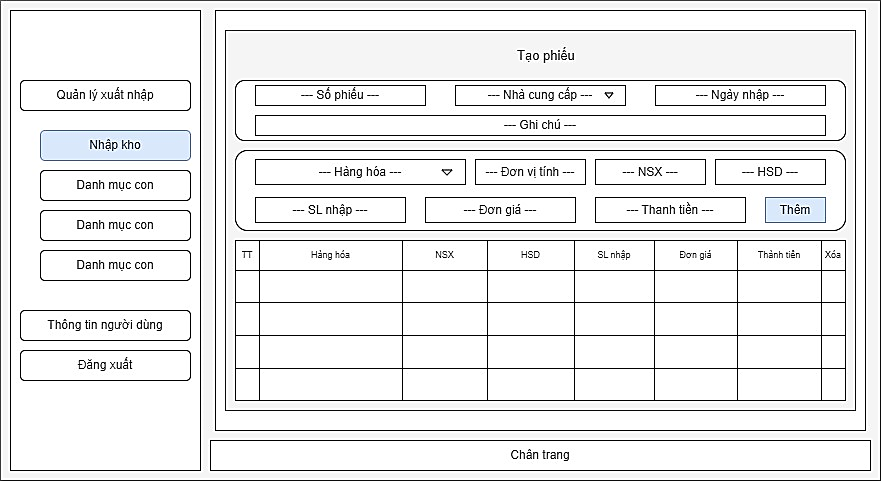 Quản lý xuất nhập
Nhập kho
Danh mục con
Danh mục con
Danh mục con
Thông tin người dùng
Đăng xuất
Tạo phiếu
--- Số phiếu ---
--- Nhà cung cấp ---
--- Ngày nhập ---
--- Ghi chú ---
--- Hàng hóa ---
--- Đơn vị tính ---
--- NSX ---
--- HSD ---
--- SL nhập ---
--- Đơn giá ---
--- Thanh tiền ---
Thêm
TT Hàng hóa NSX HSD SL nhập Đơn giá Thành tiền Xóa
Chân trang